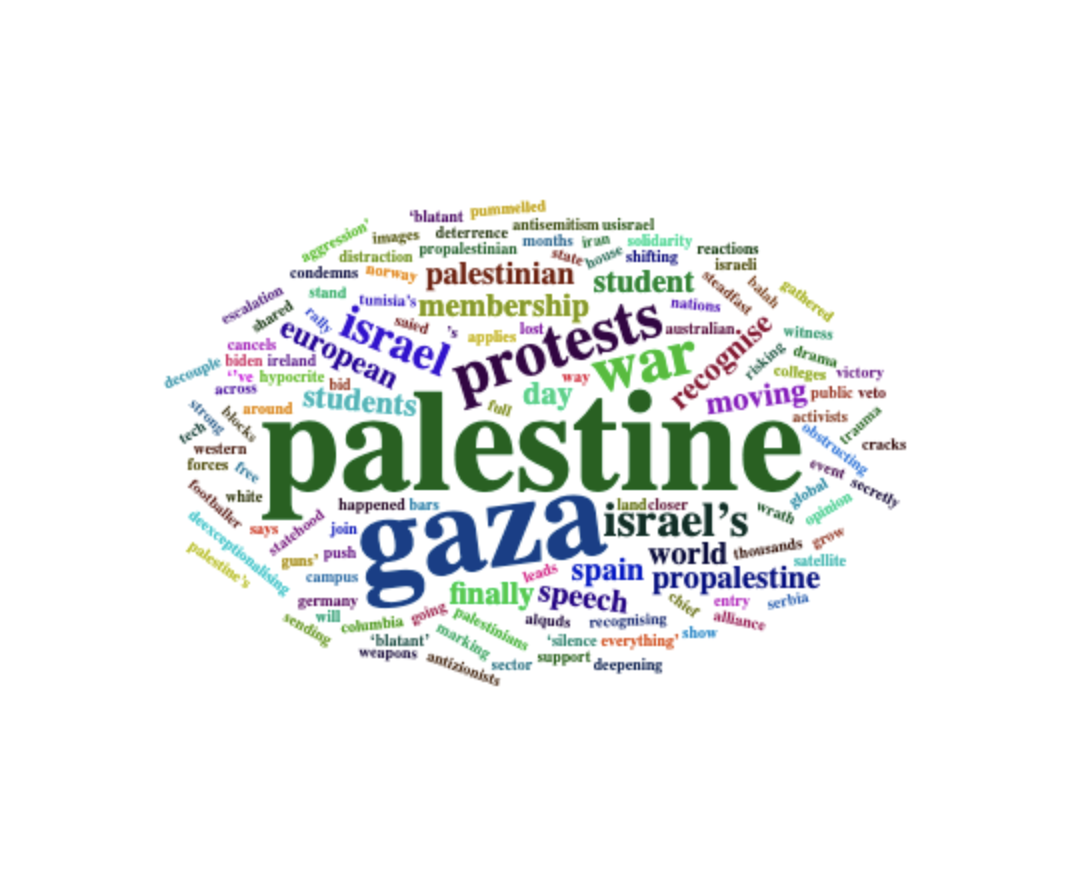 'blatant pummelled
aggression' images deterrence antisemitism usisrael
distraction propalestinian months iran solidarity reactions
condemns norway palestinian state house shifting israeli
student steadfast balah gathered
escalation stand tunisia's membership nations
shared rally israel saied 's applies lost protests australian recognise witness
cancels european war risking drama
decouple biden ireland way colleges victory
've hypocrite bid day moving public veto
across students full activists
strong blocks around trauma
tech palestine obstructing cracks
western event
forces free global secretly
footballer white happened bars land closer wrath opinion
deexceptionalising says statehood join gaza israel's
palestine's guns' push world thousands grow
campus leads spain propalestine satellite
germany finally speech chief entry serbia
sending will columbia going palestinians alquds recognising alliance
'blatant' marking 'silence everything' show
weapons antizionists sector support deepening